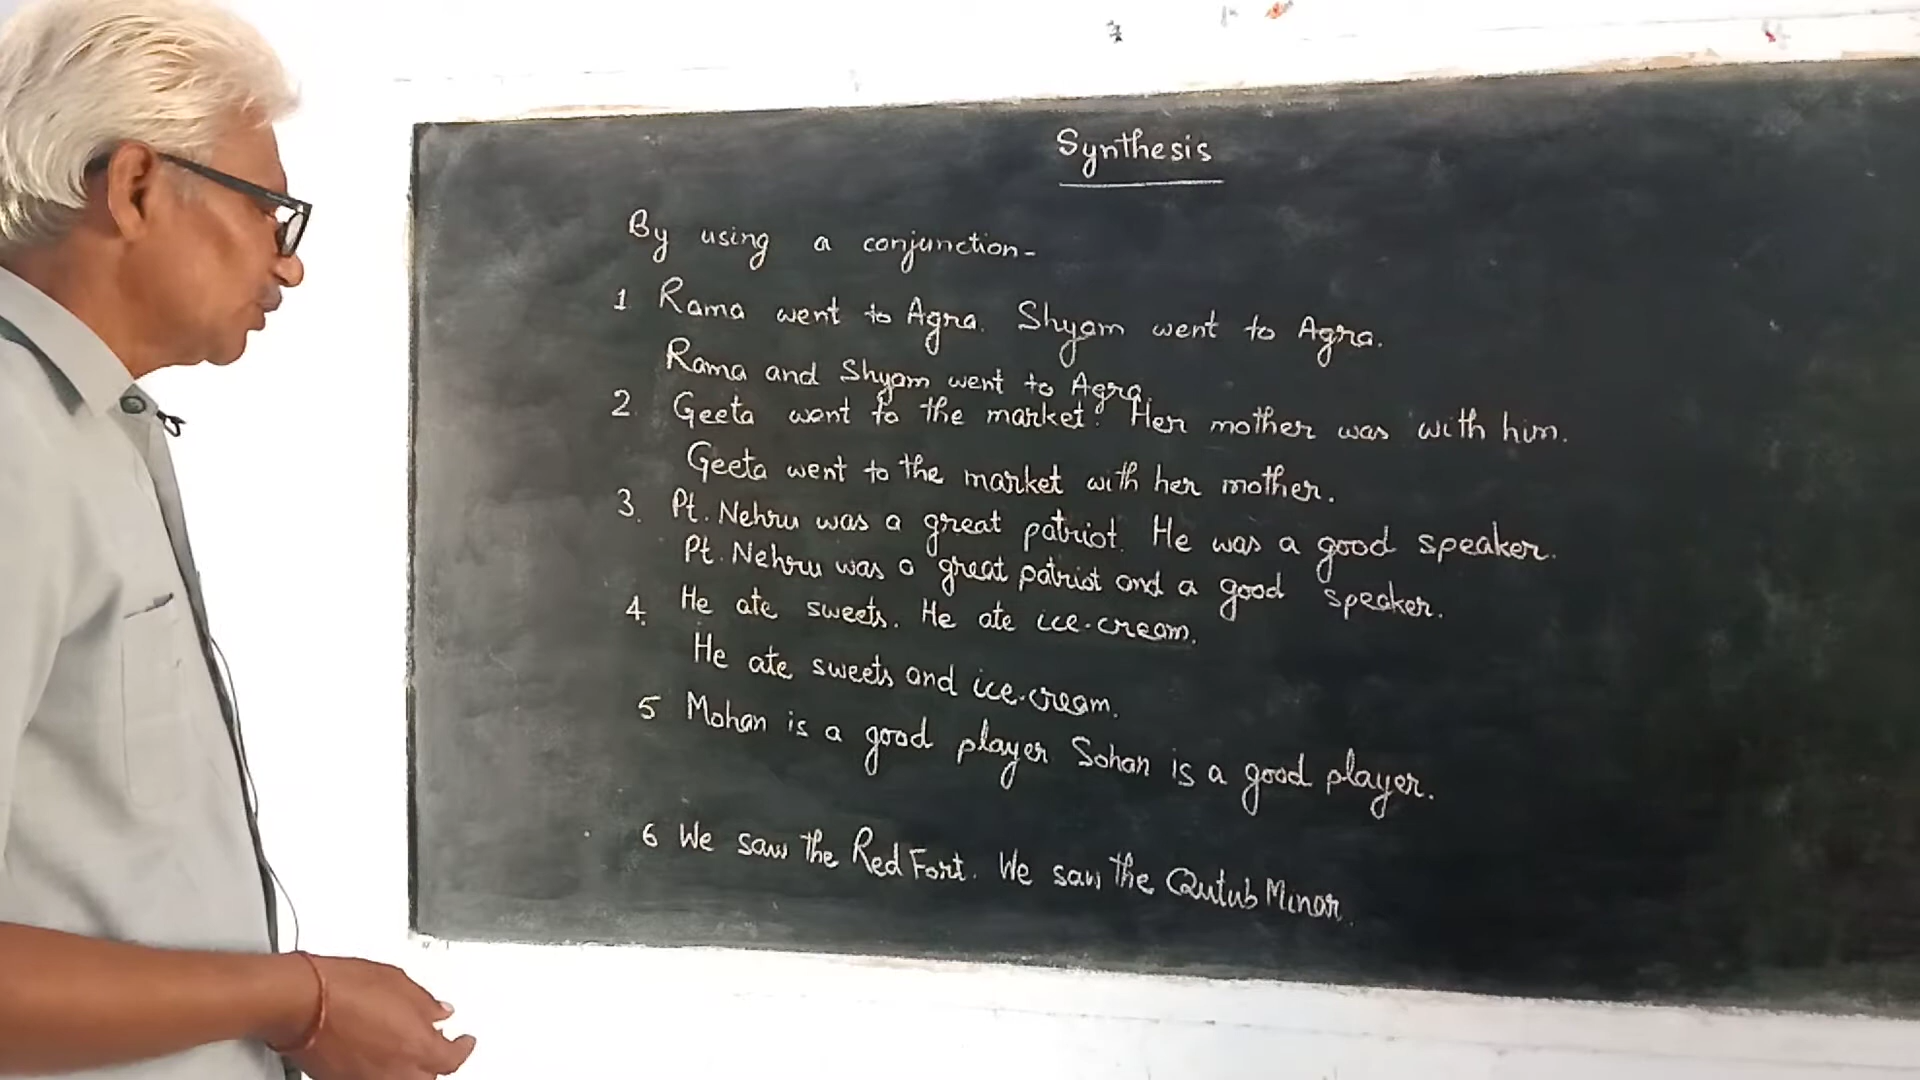 Synthesis
By using a conjunction-
1 Rama went to Agra. Shyam went to Agra.
Rama and Shyam went to Agra.
2. Geeta want to the market. Her mother was with him.
Geeta went to the market with her mother.
3. Pt. Nehru was a great patriot. He was a good speaker.
Pt. Nehru was a great patriot and a good speaker.
4. He ate sweets. He ate ice-cream.
He ate sweets and ice-cream.
5 Mohan is a good player Sohan is a good player.
6 We saw the Red Fort. We saw the Qutub Minar.